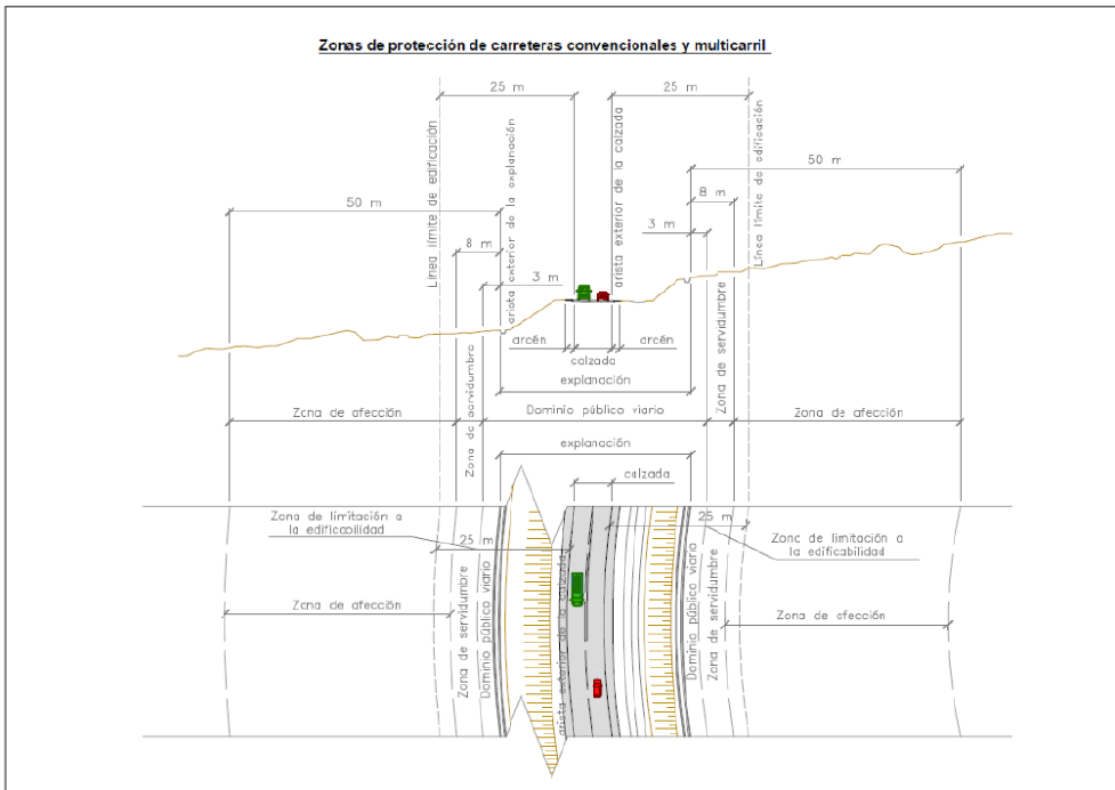 Zonas de protección de carreteras convencionales y multicarril
25 m
25 m
Línea límite de edificación
arista exterior de la explanación
arista exterior de la calzada
Línea límite de edificación
50 m
8 m
3 m
50 m
8 m
3 m
arcén
arcén
calzada
explanación
Zona de servidumbre
Zona de servidumbre
Zona de afección
Dominio público viario
Zona de afección
explanación
calzada
Zona de limitación a
la edificabilidad
25 m
25 m
Zona de limitación a
la edificabilidad
Zona de servidumbre
Dominio público viario
arista exterior de la calzada
Dominio público viario
Zona de servidumbre
Zona de afección
Zona de afección